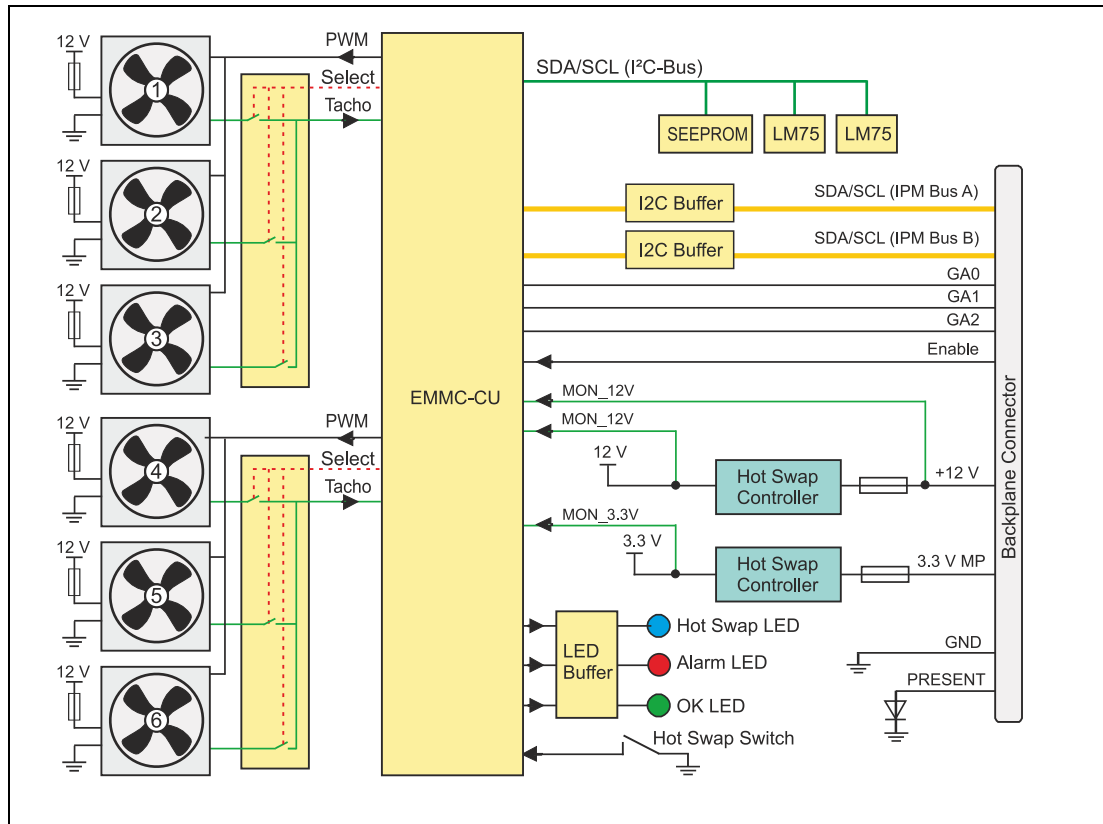 12 V
1
PWM
Select
Tacho
12 V
2
12 V
3
12 V
4
PWM
Select
Tacho
12 V
5
12 V
6
EMMC-CU
SDA/SCL (I²C-Bus)
SEEPROM
LM75
LM75
I2C Buffer
SDA/SCL (IPM Bus A)
I2C Buffer
SDA/SCL (IPM Bus B)
GA0
GA1
GA2
Enable
MON_12V
MON_12V
12 V
Hot Swap
Controller
+12 V
MON_3.3V
3.3 V
Hot Swap
Controller
3.3 V MP
LED
Buffer
Hot Swap LED
Alarm LED
OK LED
Hot Swap Switch
GND
PRESENT
Backplane Connector